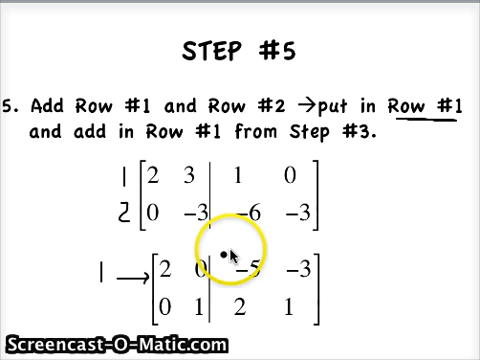 STEP #5
5. Add Row #1 and Row #2 →put in Row #1
and add in Row #1 from Step #3.
1 [2 3 | 1 0]
2 [0 -3 | -6 -3]
1 → [2 0 | -5 -3]
[0 1 | 2 1]
Screencast-O-Matic.com